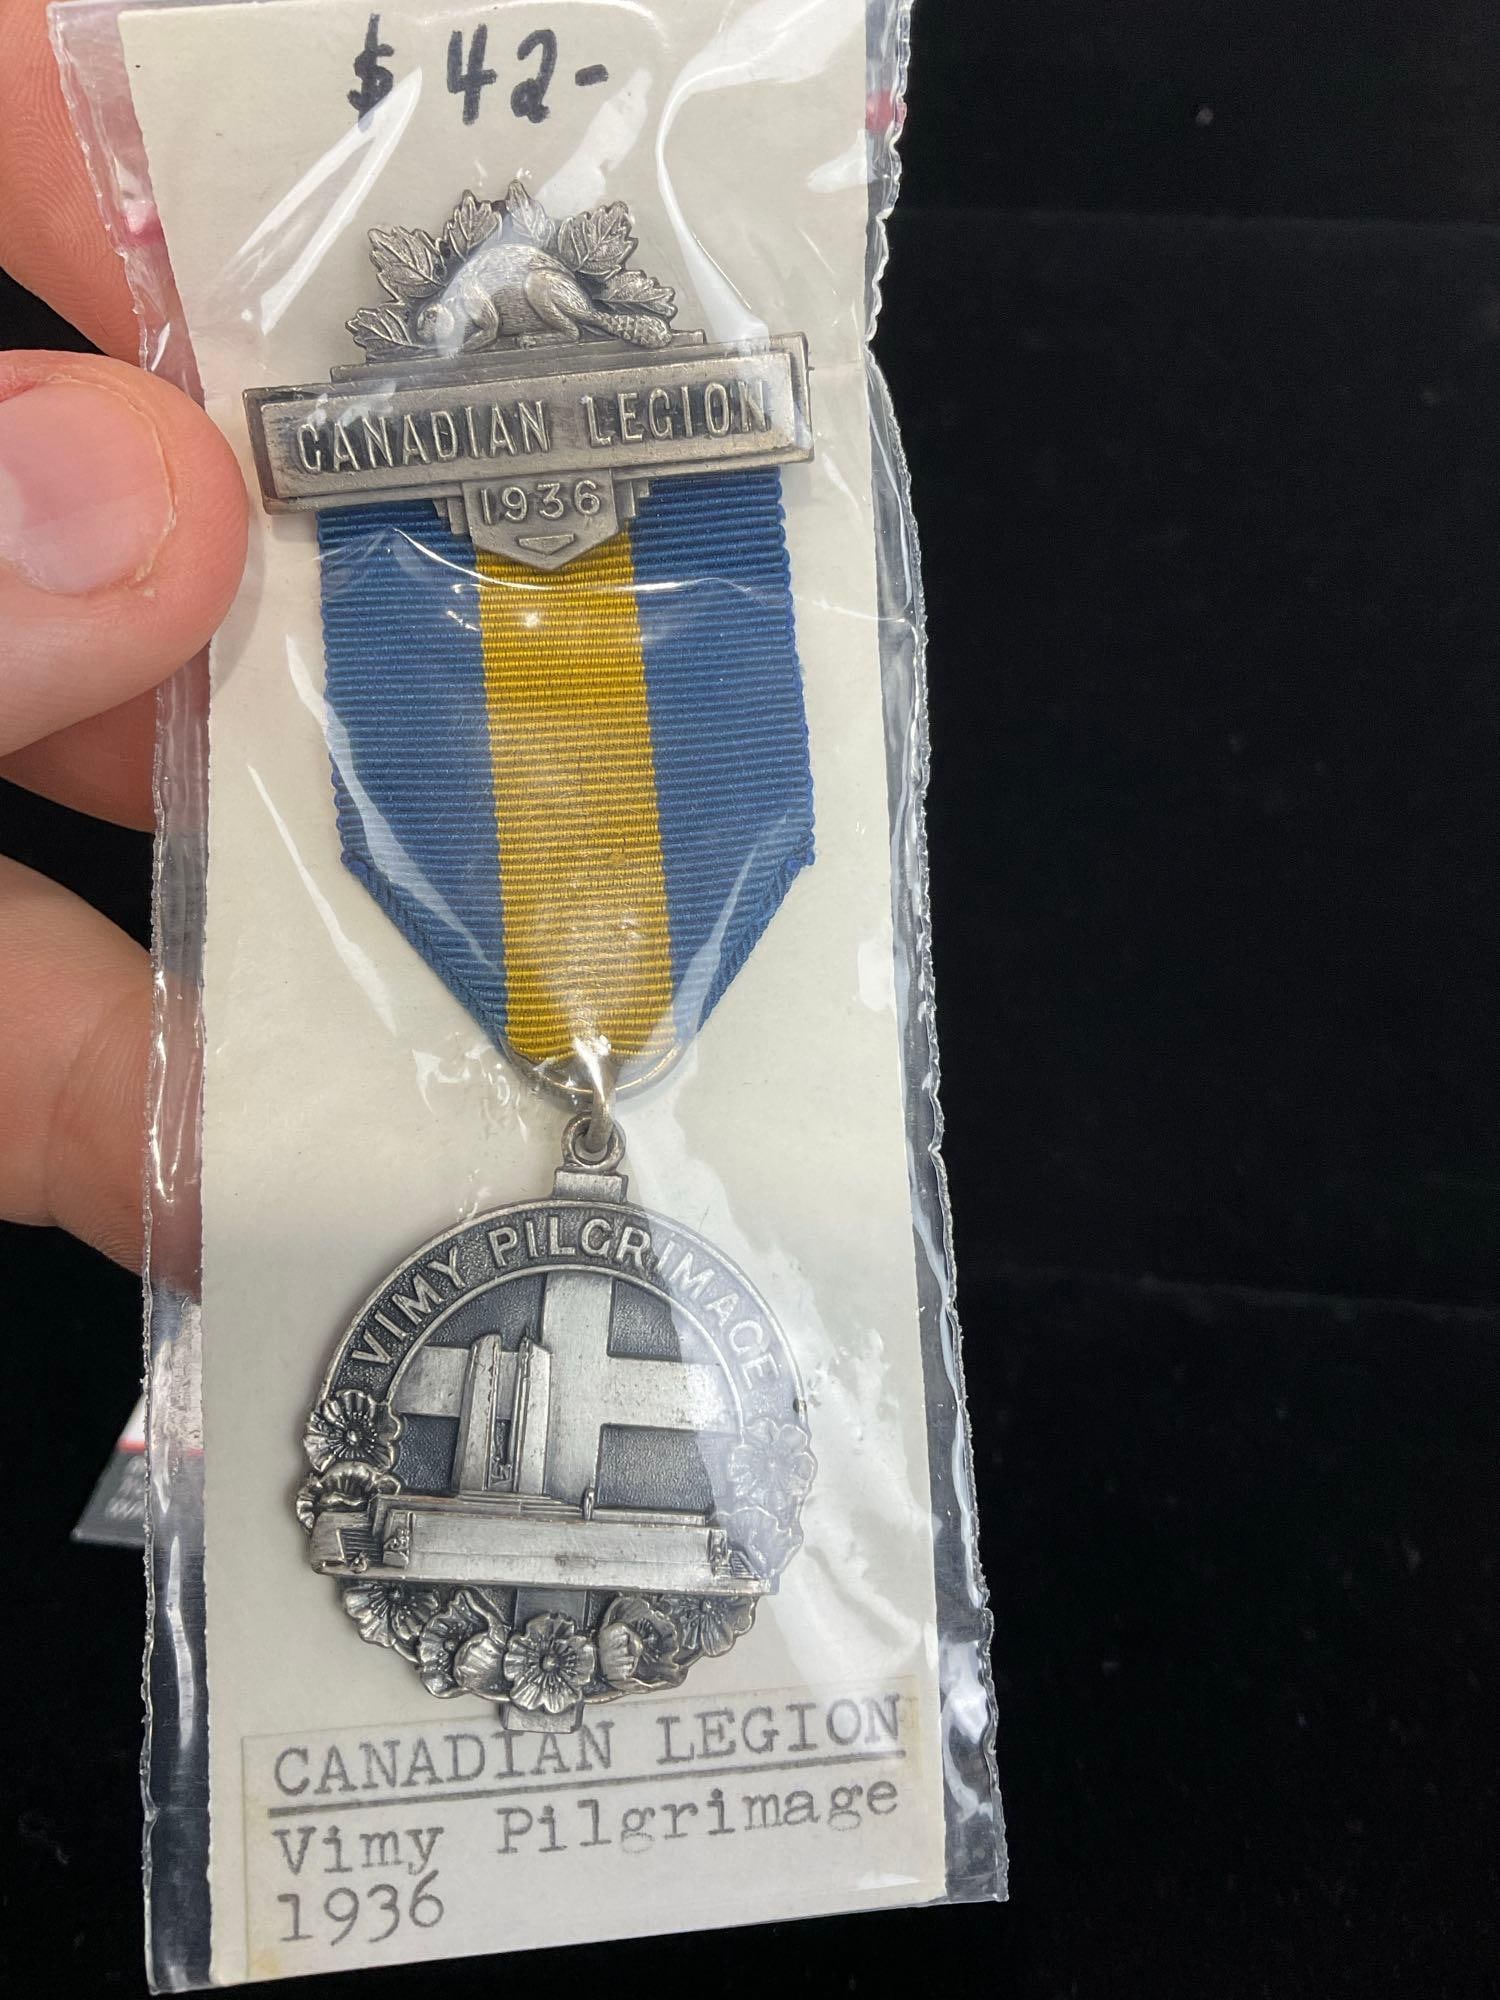 $ 42-
CANADIAN LEGION
1936
VIMY PILGRIMAGE
CANADIAN LEGION
Vimy Pilgrimage
1936